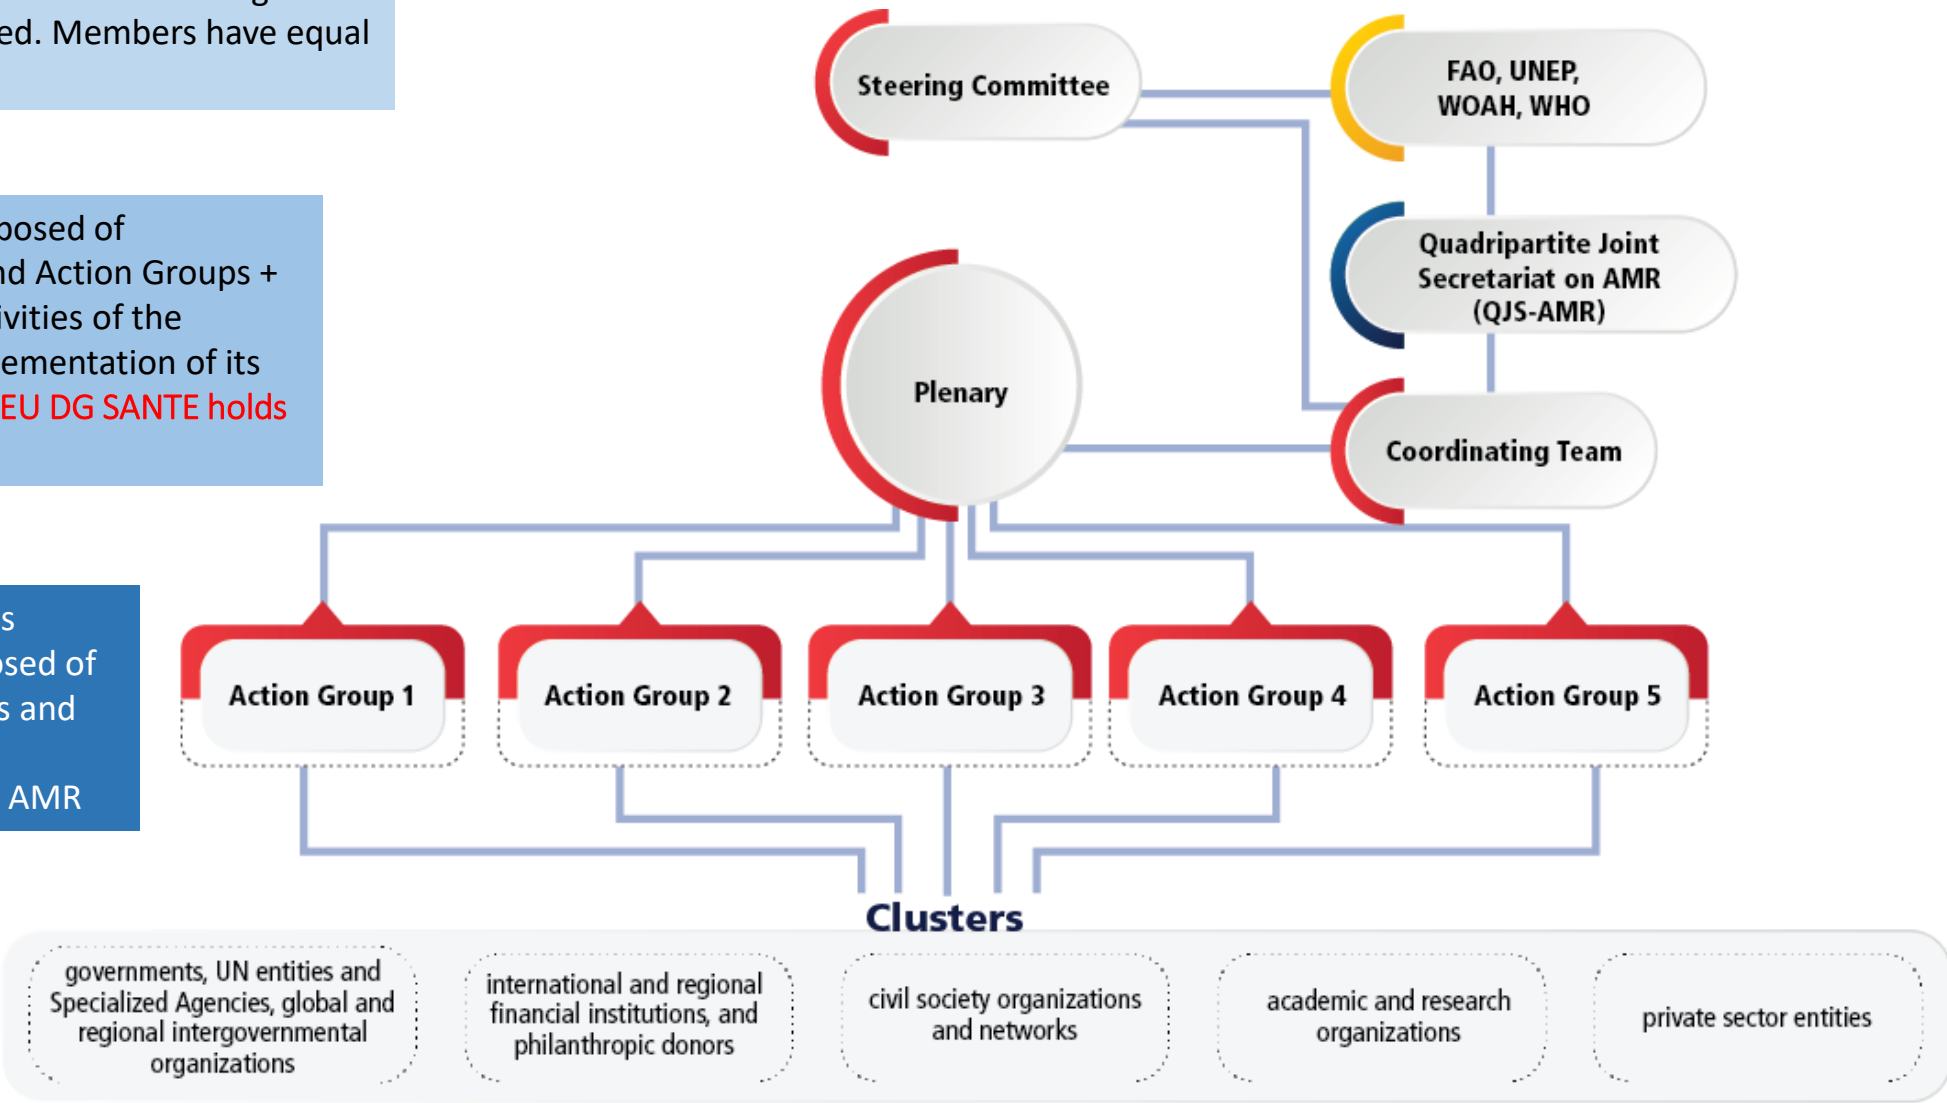 ed. Members have equal
posed of
nd Action Groups +
ivities of the
lementation of its
EU DG SANTE holds
s
osed of
s and
AMR
Steering Committee
FAO, UNEP,
WOAH, WHO
Quadripartite Joint
Secretariat on AMR
(QJS-AMR)
Plenary
Coordinating Team
Action Group 1
Action Group 2
Action Group 3
Action Group 4
Action Group 5
Clusters
governments, UN entities and
Specialized Agencies, global and
regional intergovernmental
organizations
international and regional
financial institutions, and
philanthropic donors
civil society organizations
and networks
academic and research
organizations
private sector entities